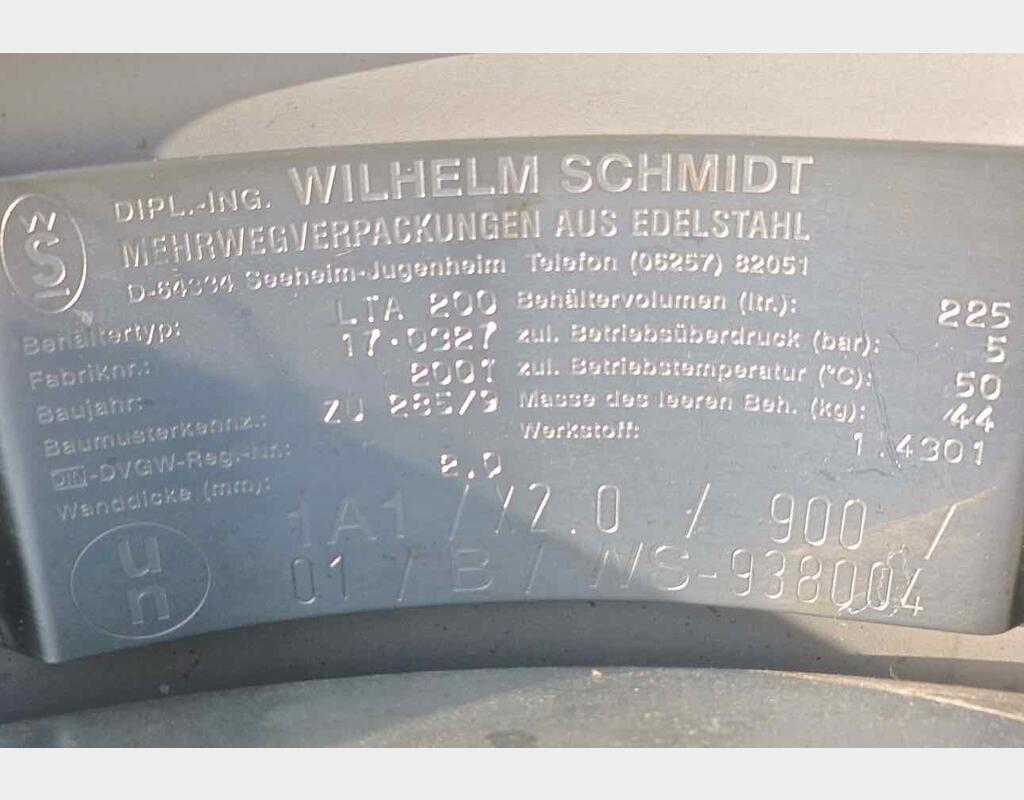 WS
DIPL.-ING. WILHELM SCHMIDT
MEHRWEGVERPACKUNGEN AUS EDELSTAHL
D-64334 Seeheim-Jugenheim Telefon (06257) 82051
Behältertyp: LTA 200
Fabriknr.: 17.0327
Baujahr: 2001
Baumusterkennz.: ZU 285/9
DIN-DVGW-Reg.-Nr.:
Wanddicke (mm): 2.0
Behältervolumen (ltr.): 225
zul. Betriebsüberdruck (bar): 5
zul. Betriebstemperatur (°C): 50
Masse des leeren Beh. (kg): 44
Werkstoff: 1.4301
un
1A1 / X2.0 / 900 /
01 / B / WS-938004